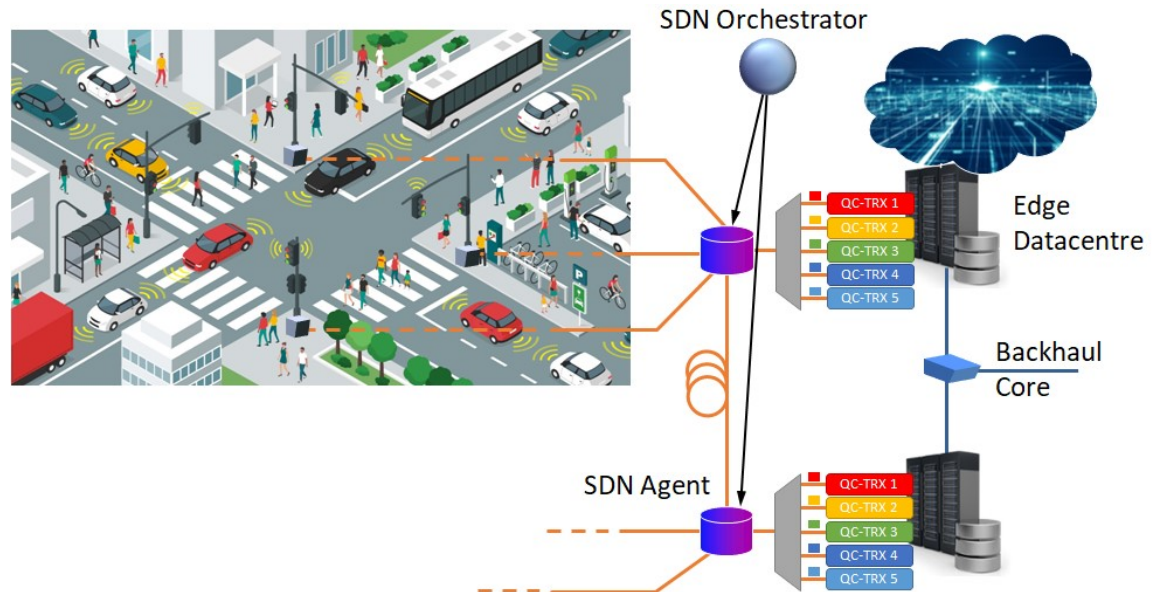 SDN Orchestrator
QC-TRX 1
QC-TRX 2
QC-TRX 3
QC-TRX 4
QC-TRX 5
Edge
Datacentre
P
Backhaul
Core
SDN Agent
QC-TRX 1
QC-TRX 2
QC-TRX 3
QC-TRX 4
QC-TRX 5